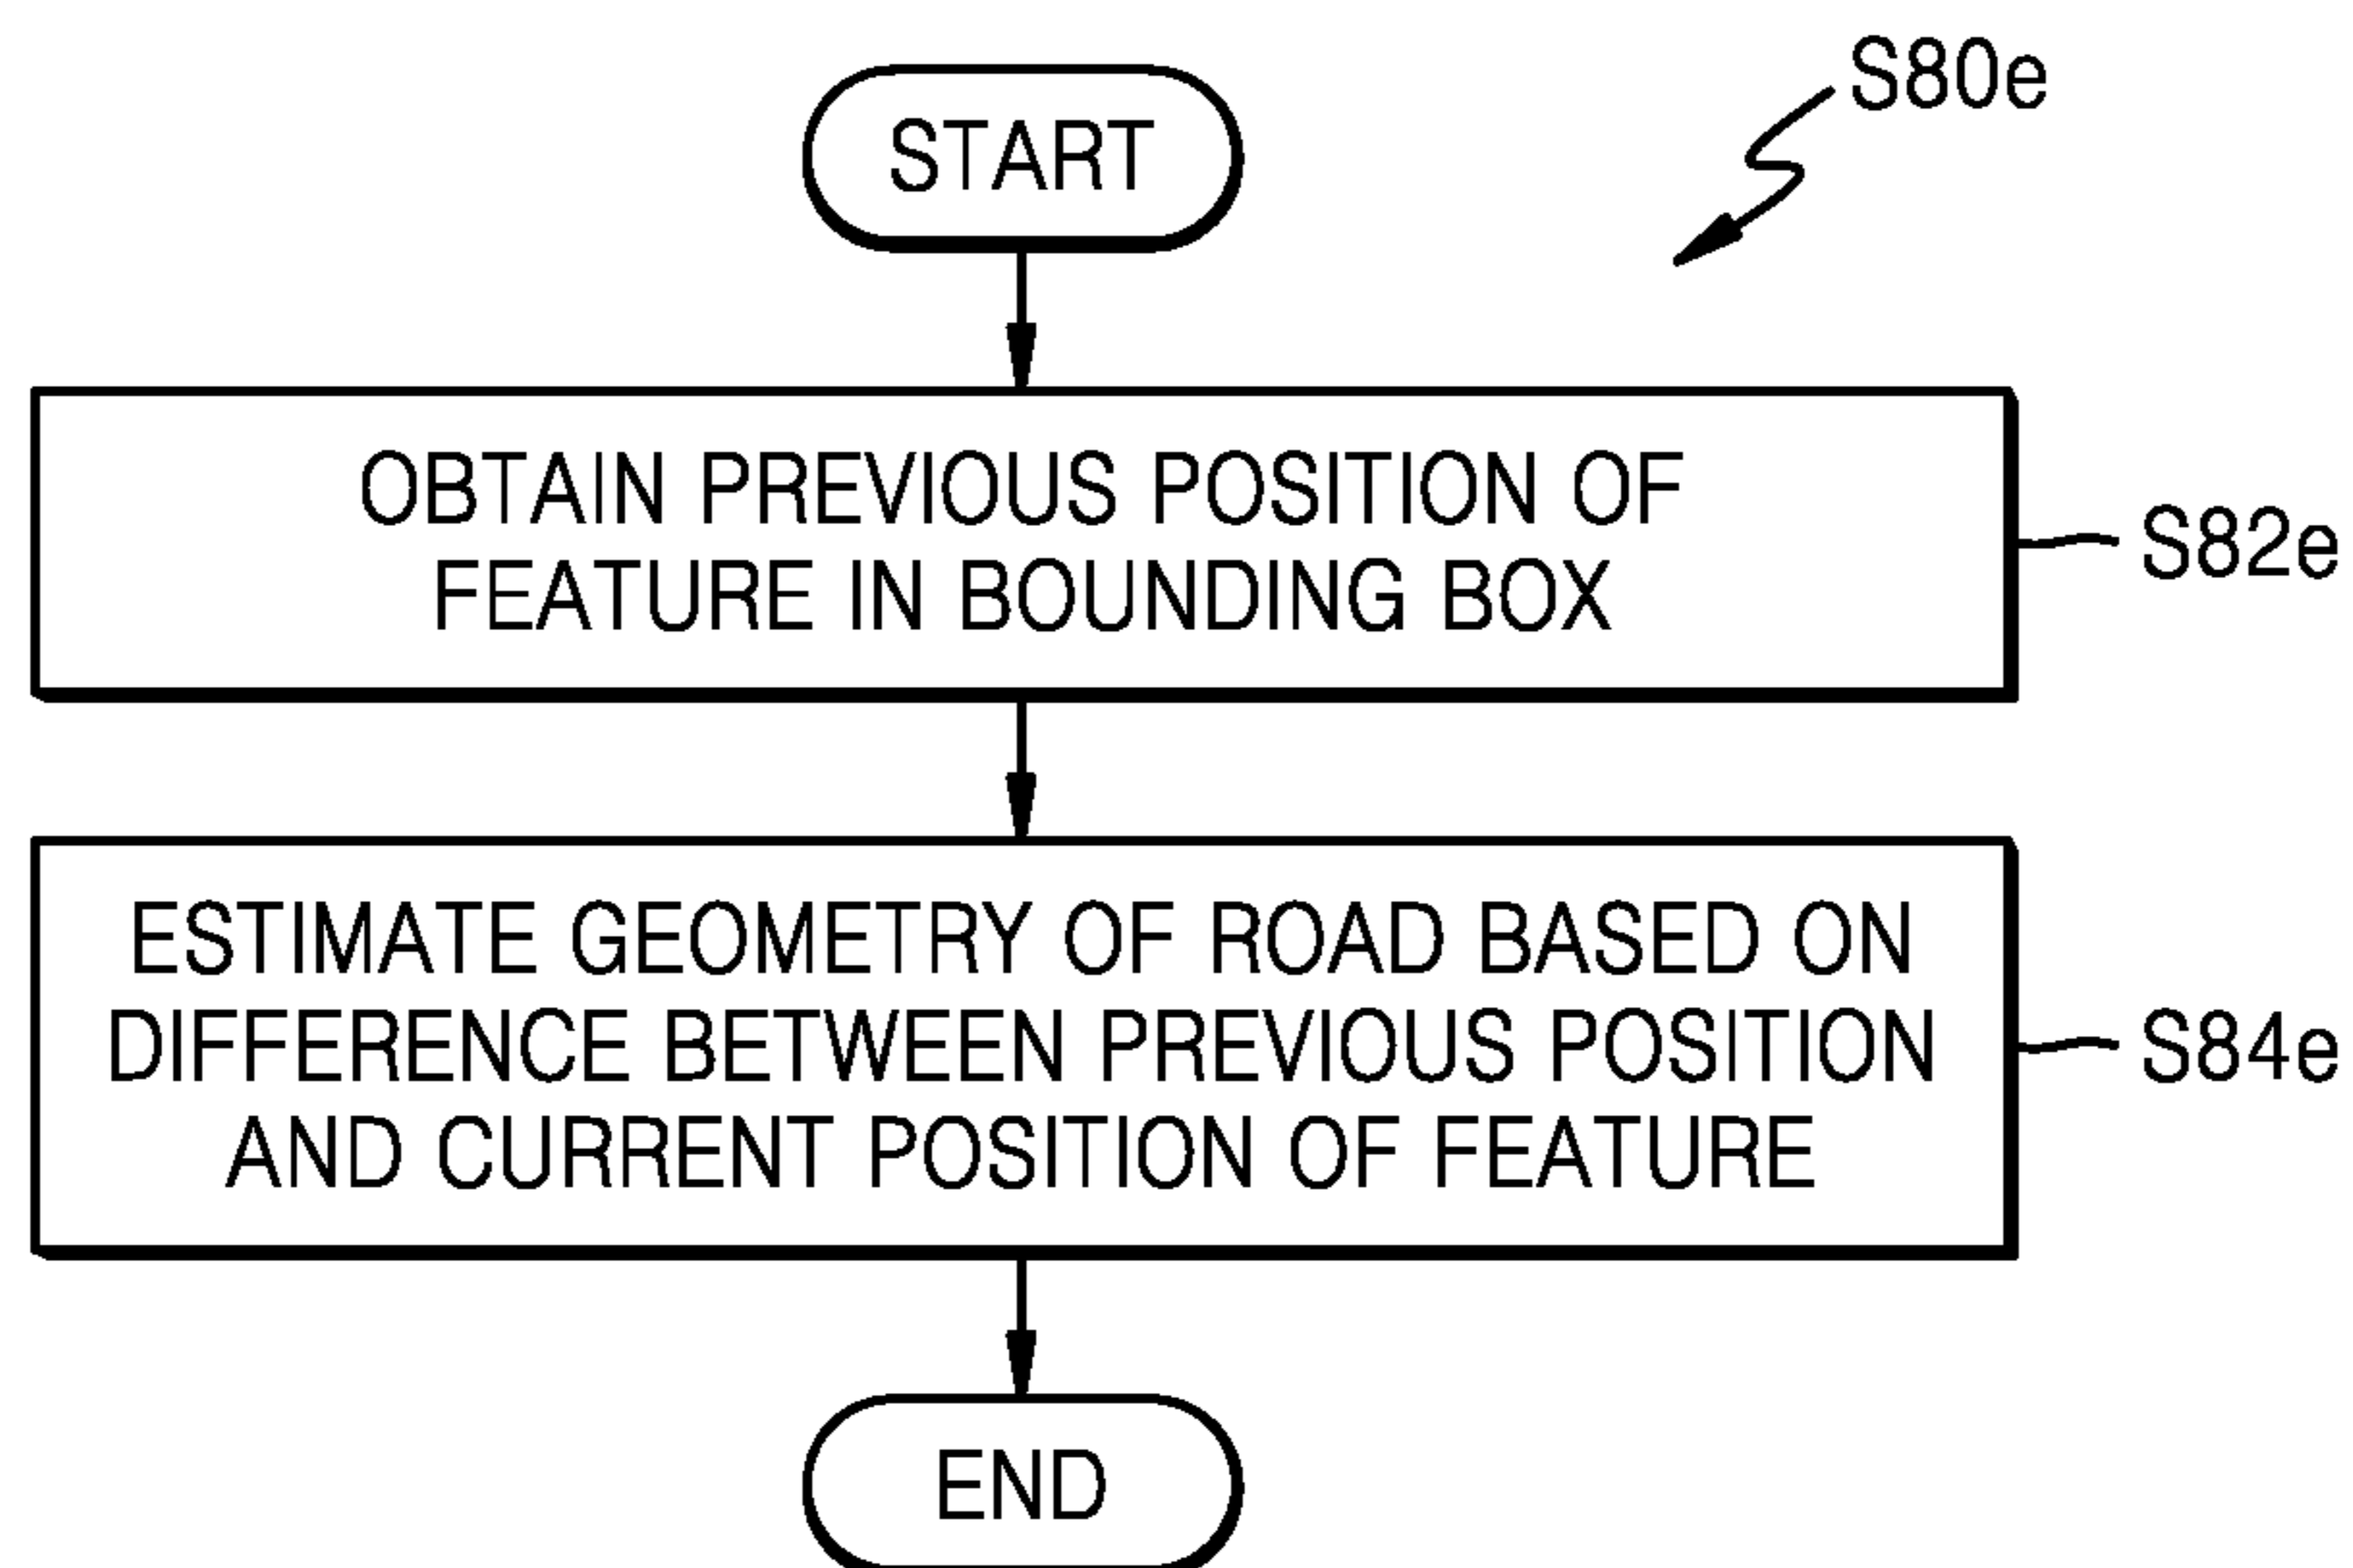 S80e
START
OBTAIN PREVIOUS POSITION OF
FEATURE IN BOUNDING BOX
S82e
ESTIMATE GEOMETRY OF ROAD BASED ON
DIFFERENCE BETWEEN PREVIOUS POSITION
AND CURRENT POSITION OF FEATURE
S84e
END